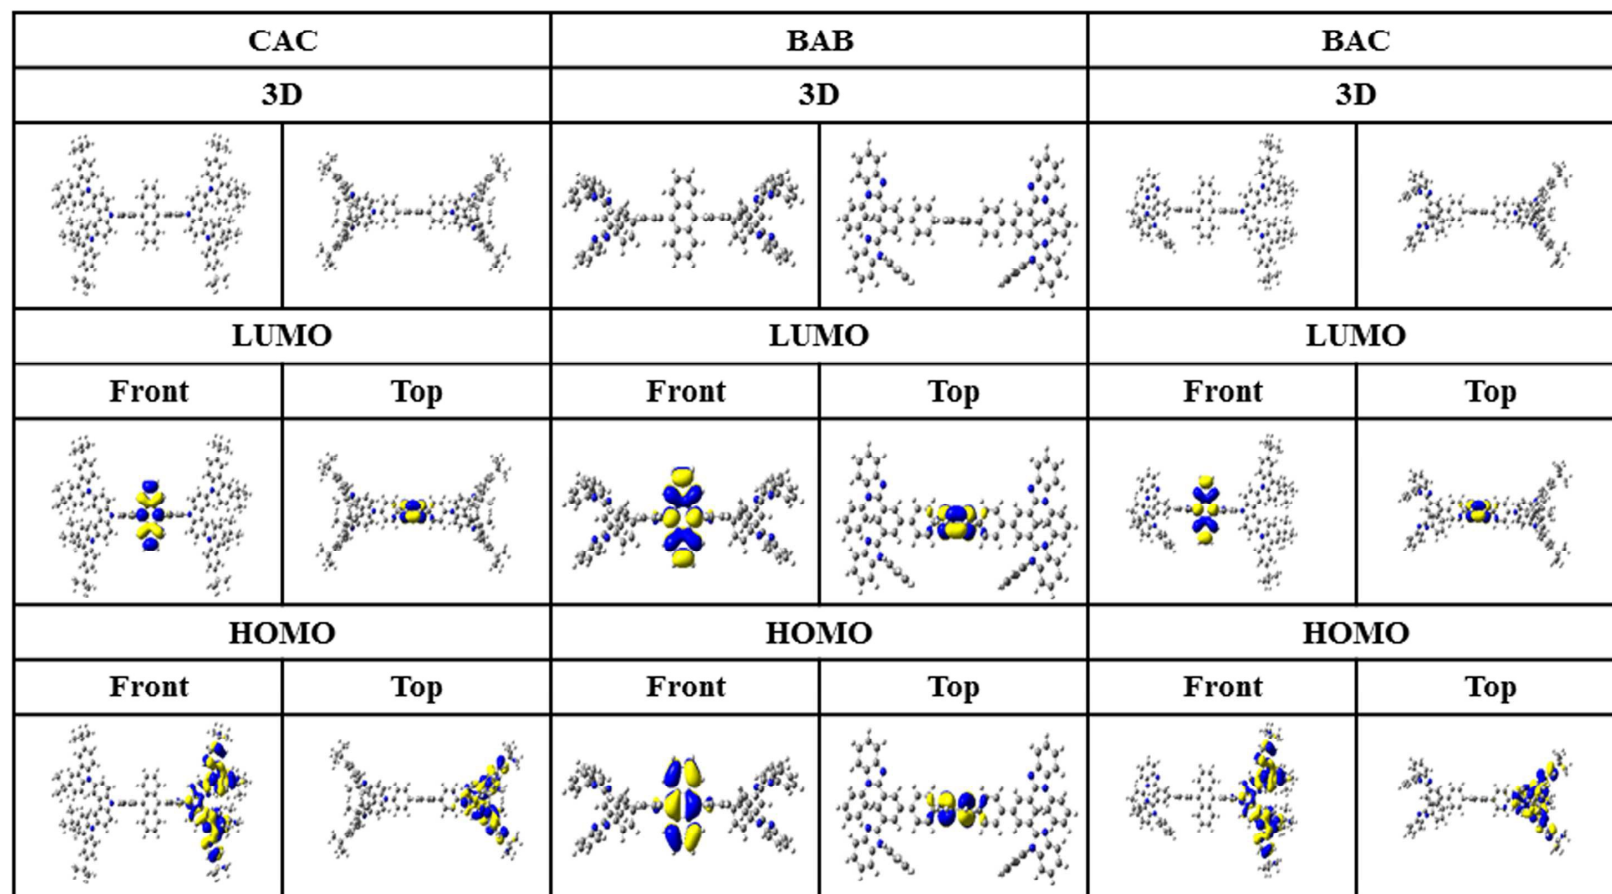 CAC BAB BAC
3D 3D 3D
LUMO LUMO LUMO
Front Top Front Top Front Top
HOMO HOMO HOMO
Front Top Front Top Front Top